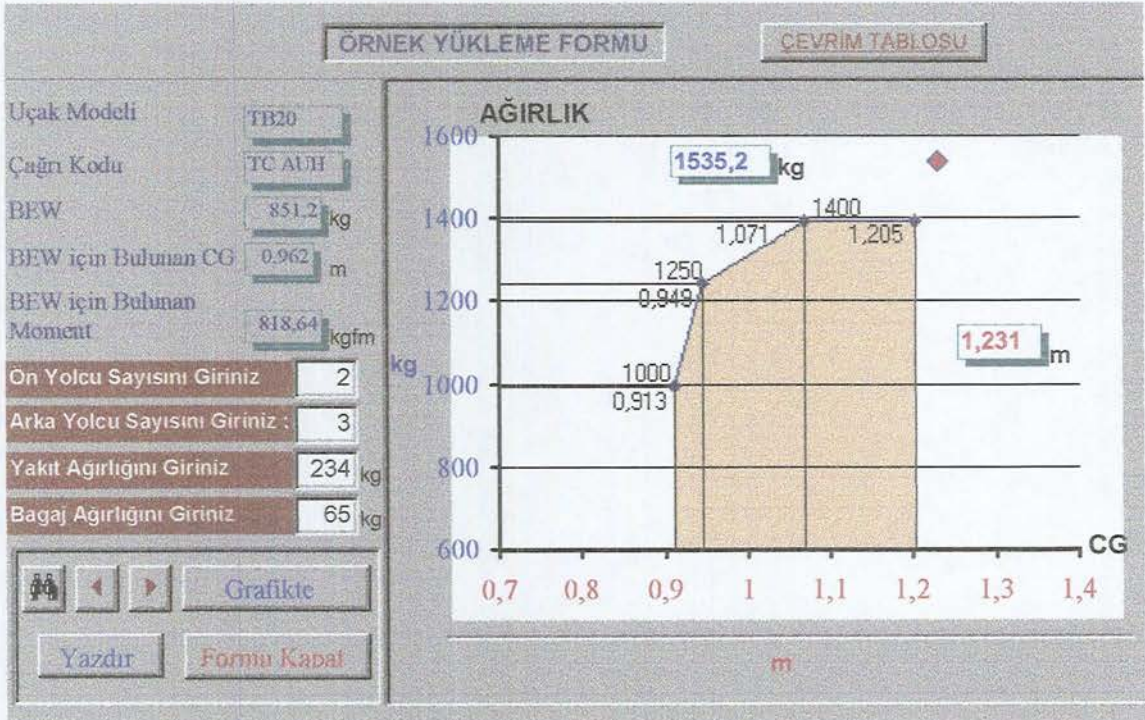 ÖRNEK YÜKLEME FORMU
ÇEVRİM TABLOSU
Uçak Modeli TB20
Çağrı Kodu TC AUH
BEW 851,2 kg
BEW için Bulunan CG 0.962 m
BEW için Bulunan
Moment 818,64 kgfm
Ön Yolcu Sayısını Giriniz 2
Arka Yolcu Sayısını Giriniz : 3
Yakıt Ağırlığını Giriniz 234 kg
Bagaj Ağırlığını Giriniz 65 kg
Grafikte
Yazdır
Formu Kapat
AĞIRLIK
1600
1535,2 kg
1400
1400
1,071
1,205
1250
1200
0,949
1,231 m
kg
1000
1000
0,913
800
600
CG
0,7 0,8 0,9 1 1,1 1,2 1,3 1,4
m